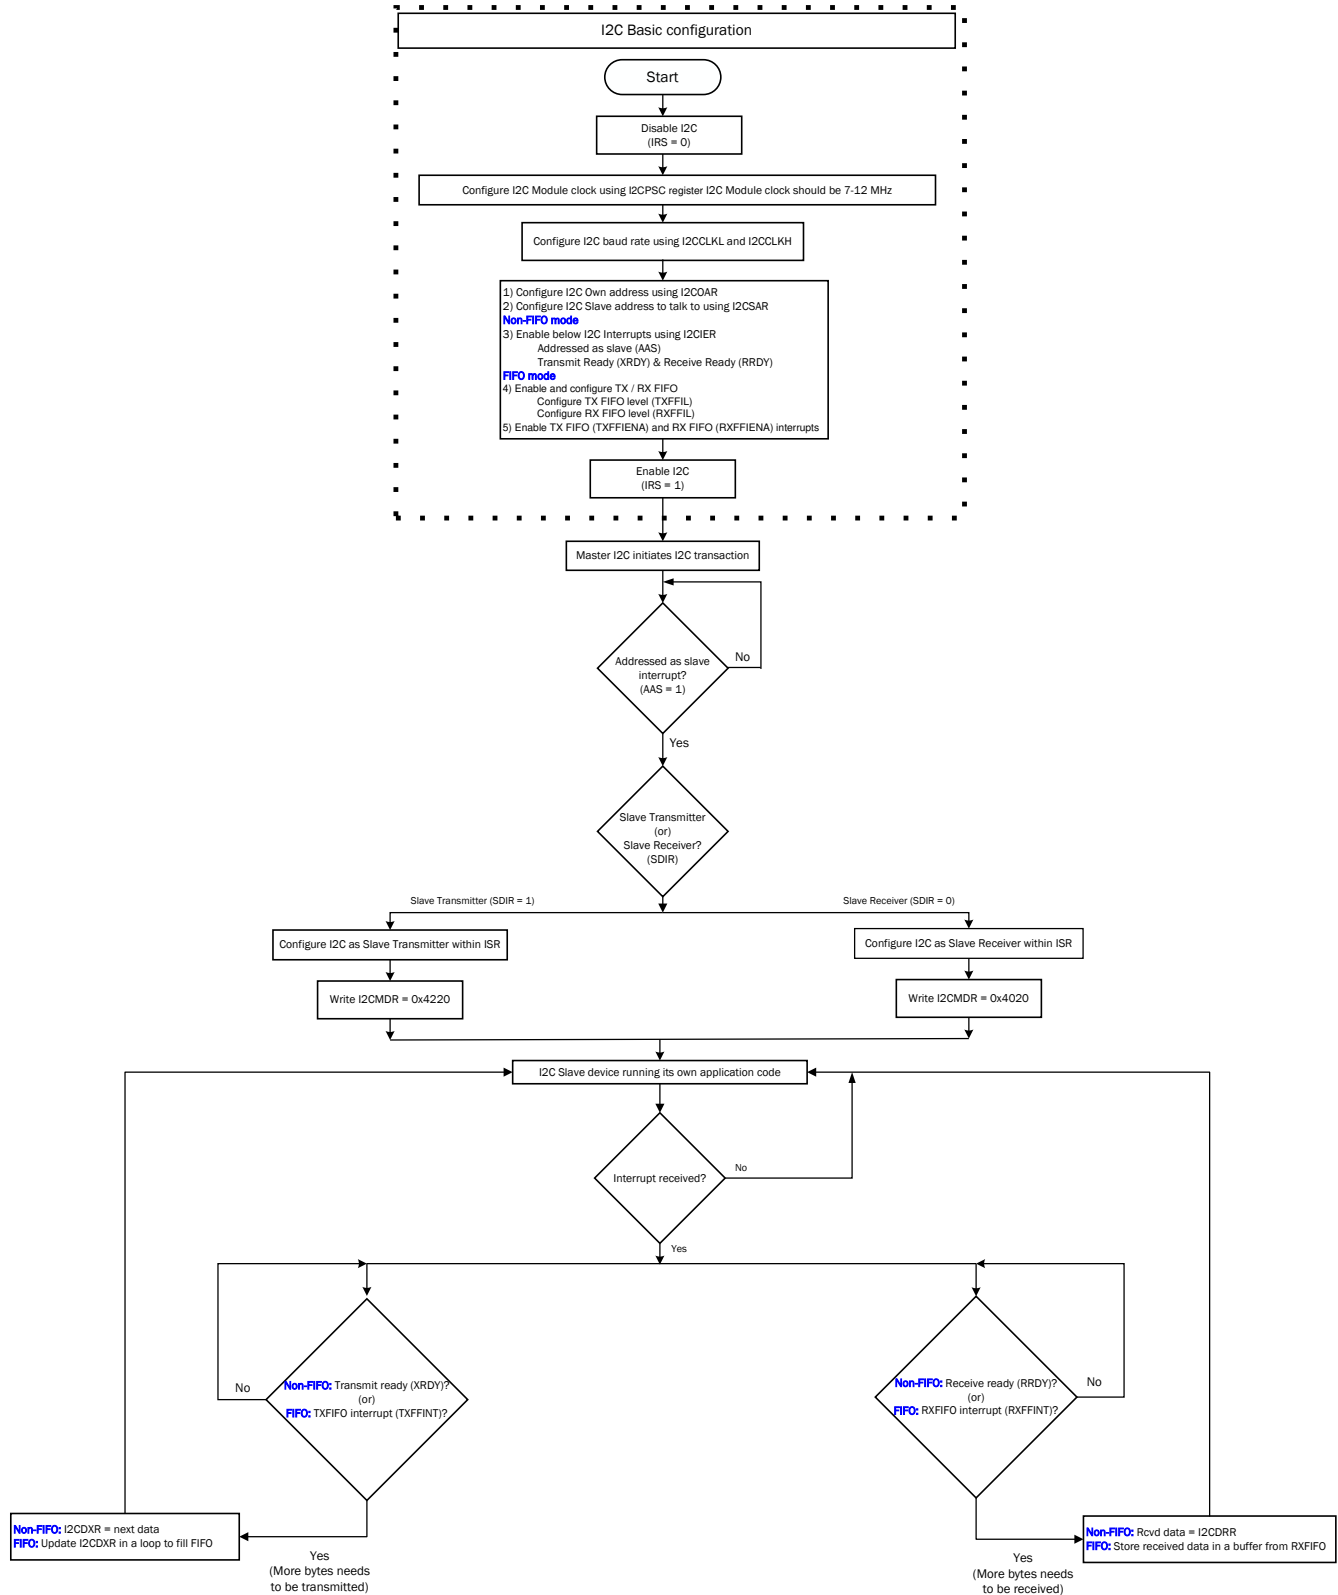 I2C Basic configuration
Start
Disable I2C
(IRS = 0)
Configure I2C Module clock using I2CPSC register I2C Module clock should be 7-12 MHz
Configure I2C baud rate using I2CCLKL and I2CCLKH
1) Configure I2C Own address using I2COAR
2) Configure I2C Slave address to talk to using I2CSAR
Non-FIFO mode
3) Enable below I2C Interrupts using I2CIER
Addressed as slave (AAS)
Transmit Ready (XRDY) & Receive Ready (RRDY)
FIFO mode
4) Enable and configure TX / RX FIFO
Configure TX FIFO level (TXFFIL)
Configure RX FIFO level (RXFFIL)
5) Enable TX FIFO (TXFFIENA) and RX FIFO (RXFFIENA) interrupts
Enable I2C
(IRS = 1)
Master I2C initiates I2C transaction
Addressed as slave
interrupt?
(AAS = 1)
No
Yes
Slave Transmitter
(or)
Slave Receiver?
(SDIR)
Slave Transmitter (SDIR = 1)
Slave Receiver (SDIR = 0)
Configure I2C as Slave Transmitter within ISR
Configure I2C as Slave Receiver within ISR
Write I2CMDR = 0x4220
Write I2CMDR = 0x4020
I2C Slave device running its own application code
Interrupt received?
No
Yes
Non-FIFO: Transmit ready (XRDY)?
(or)
FIFO: TXFIFO interrupt (TXFFINT)?
No
Non-FIFO: Receive ready (RRDY)?
(or)
FIFO: RXFIFO interrupt (RXFFINT)?
No
Non-FIFO: I2CDXR = next data
FIFO: Update I2CDXR in a loop to fill FIFO
Yes
(More bytes needs
to be transmitted)
Non-FIFO: Rcvd data = I2CDRR
FIFO: Store received data in a buffer from RXFIFO
Yes
(More bytes needs
to be received)